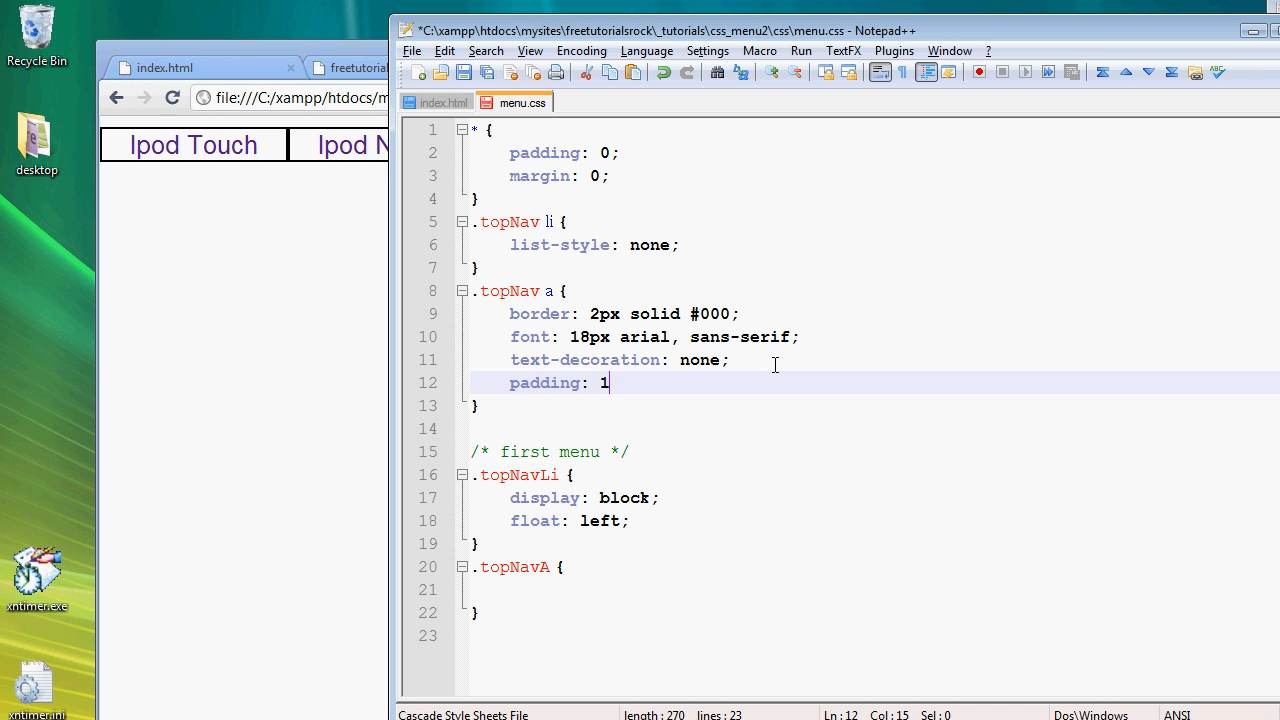 Recycle Bin
desktop
xntimer.exe
xntimer.ini
index.html
freetutorials
file:///C:/xampp/htdocs/m
Ipod Touch
Ipod N
*C:\xampp\htdocs\mysites\freetutorialsrock\_tutorials\css_menu2\css\menu.css - Notepad++
File Edit Search View Encoding Language Settings Macro Run TextFX Plugins Window ?
index.html menu.css
1 * {
2 padding: 0;
3 margin: 0;
4 }
5 .topNav li {
6 list-style: none;
7 }
8 .topNav a {
9 border: 2px solid #000;
10 font: 18px arial, sans-serif;
11 text-decoration: none;
12 padding: 1
13 }
14
15 /* first menu */
16 .topNavLi {
17 display: block;
18 float: left;
19 }
20 .topNavA {
21
22 }
23
Cascade Style Sheets File length : 270 lines : 23 Ln : 12 Col : 15 Sel : 0 Dos\Windows ANSI